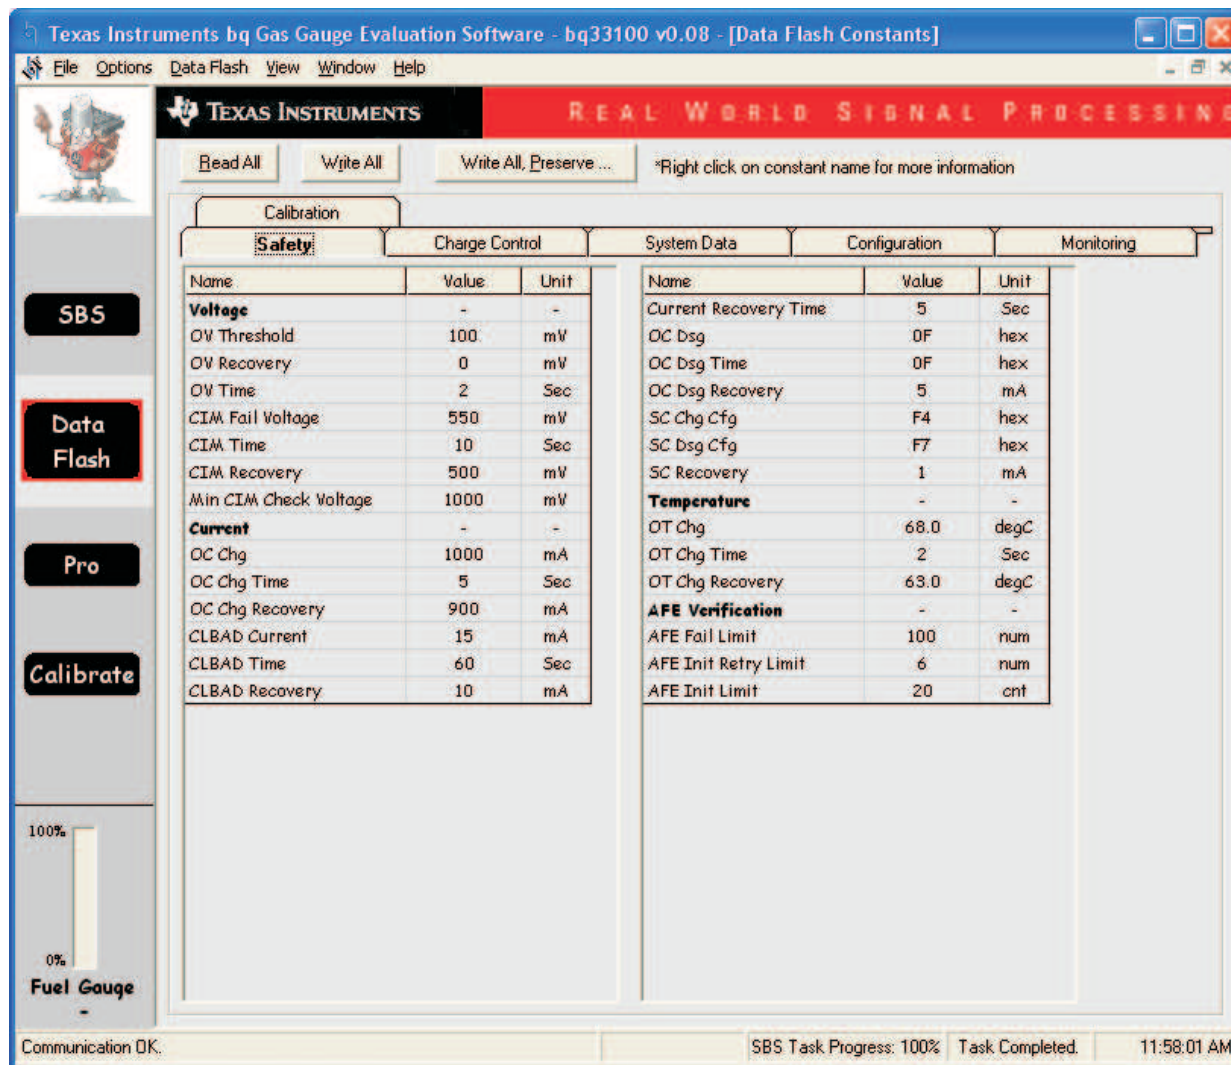 Texas Instruments bq Gas Gauge Evaluation Software - bq33100 v0.08 - [Data Flash Constants]
File Options Data Flash View Window Help
TEXAS INSTRUMENTS REAL WORLD SIGNAL PROCESSING
Read All Write All Write All, Preserve ... *Right click on constant name for more information
Calibration
Safety Charge Control System Data Configuration Monitoring
SBS
Data
Flash
Pro
Calibrate
100%
0%
Fuel Gauge
-
Name Value Unit
Voltage - -
OV Threshold 100 mV
OV Recovery 0 mV
OV Time 2 Sec
CIM Fail Voltage 550 mV
CIM Time 10 Sec
CIM Recovery 500 mV
Min CIM Check Voltage 1000 mV
Current - -
OC Chg 1000 mA
OC Chg Time 5 Sec
OC Chg Recovery 900 mA
CLBAD Current 15 mA
CLBAD Time 60 Sec
CLBAD Recovery 10 mA
Name Value Unit
Current Recovery Time 5 Sec
OC Dsg 0F hex
OC Dsg Time 0F hex
OC Dsg Recovery 5 mA
SC Chg Cfg F4 hex
SC Dsg Cfg F7 hex
SC Recovery 1 mA
Temperature - -
OT Chg 68.0 degC
OT Chg Time 2 Sec
OT Chg Recovery 63.0 degC
AFE Verification - -
AFE Fail Limit 100 num
AFE Init Retry Limit 6 num
AFE Init Limit 20 cnt
Communication OK. SBS Task Progress: 100% Task Completed. 11:58:01 AM